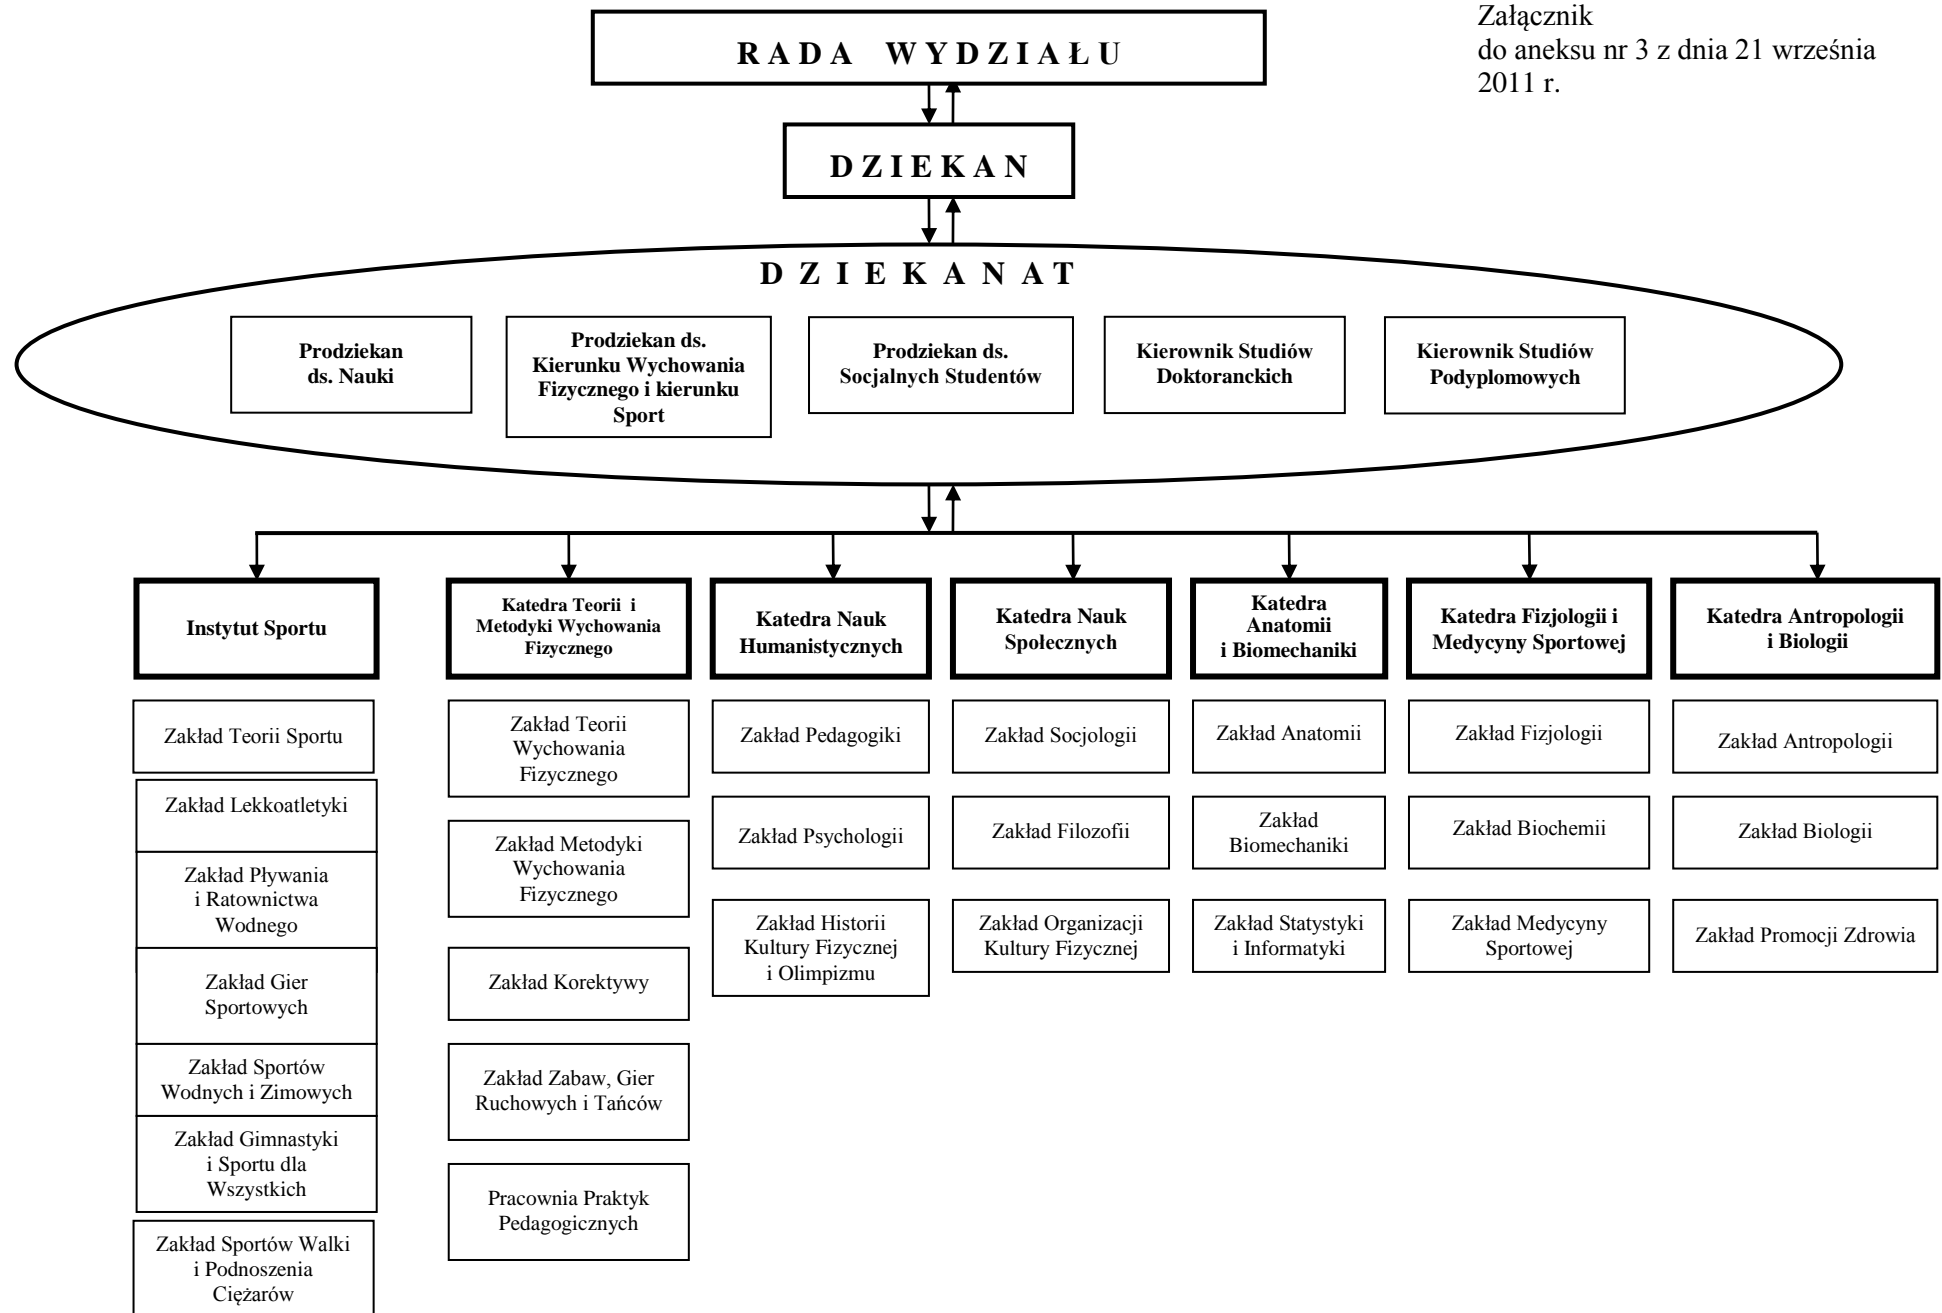 Załącznik
do aneksu nr 3 z dnia 21 września
2011 r.
RADA WYDZIAŁU
DZIEKAN
DZIEKANAT
Prodziekan
ds. Nauki
Prodziekan ds.
Kierunku Wychowania
Fizycznego i kierunku
Sport
Prodziekan ds.
Socjalnych Studentów
Kierownik Studiów
Doktoranckich
Kierownik Studiów
Podyplomowych
Instytut Sportu
Katedra Teorii i
Metodyki Wychowania
Fizycznego
Katedra Nauk
Humanistycznych
Katedra Nauk
Społecznych
Katedra
Anatomii
i Biomechaniki
Katedra Fizjologii i
Medycyny Sportowej
Katedra Antropologii
i Biologii
Zakład Teorii Sportu
Zakład Lekkoatletyki
Zakład Pływania
i Ratownictwa
Wodnego
Zakład Gier
Sportowych
Zakład Sportów
Wodnych i Zimowych
Zakład Gimnastyki
i Sportu dla
Wszystkich
Zakład Sportów Walki
i Podnoszenia
Ciężarów
Zakład Teorii
Wychowania
Fizycznego
Zakład Metodyki
Wychowania
Fizycznego
Zakład Korektywy
Zakład Zabaw, Gier
Ruchowych i Tańców
Pracownia Praktyk
Pedagogicznych
Zakład Pedagogiki
Zakład Psychologii
Zakład Historii
Kultury Fizycznej
i Olimpizmu
Zakład Socjologii
Zakład Filozofii
Zakład Organizacji
Kultury Fizycznej
Zakład Anatomii
Zakład
Biomechaniki
Zakład Statystyki
i Informatyki
Zakład Fizjologii
Zakład Biochemii
Zakład Medycyny
Sportowej
Zakład Antropologii
Zakład Biologii
Zakład Promocji Zdrowia